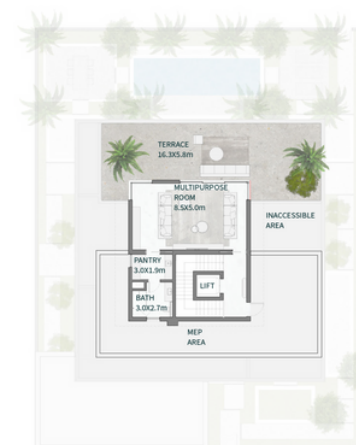 TERRACE
16.3X5.8m
MULTIPURPOSE
ROOM
8.5X5.0m
INACCESSIBLE
AREA
PANTRY
3.0X1.9m
LIFT
BATH
3.0X2.7m
MEP
AREA